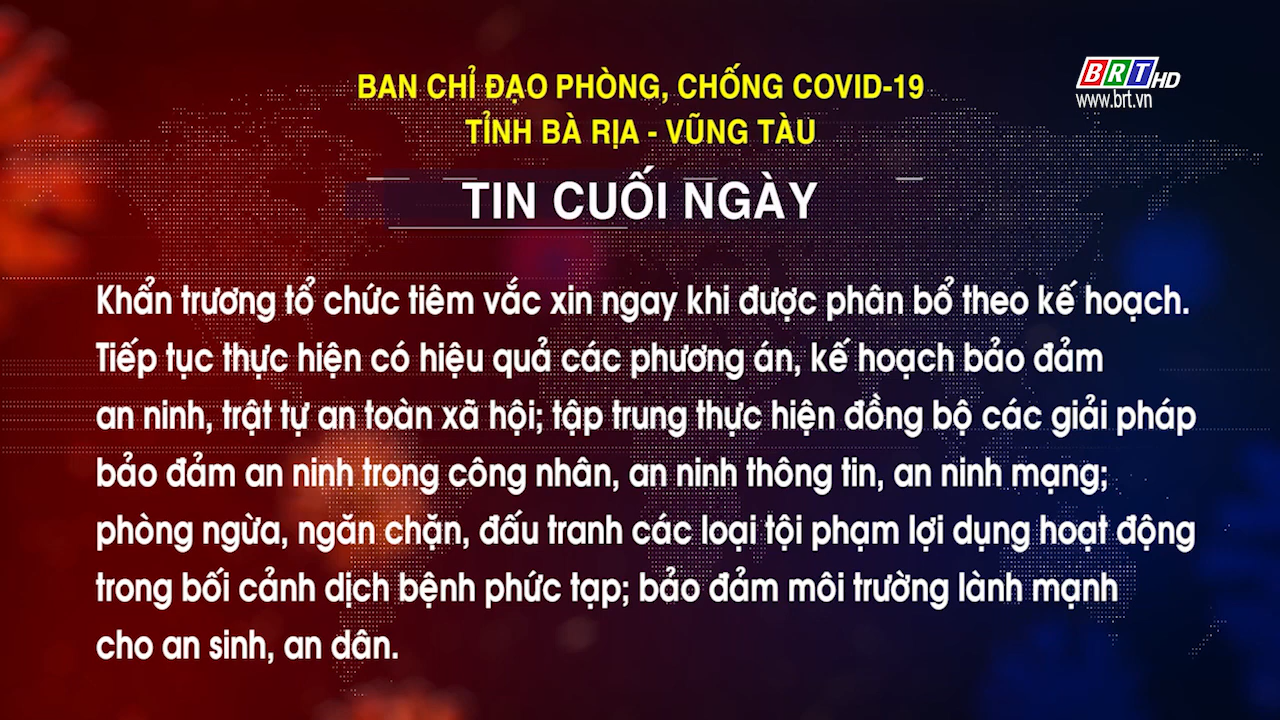 BAN CHỈ ĐẠO PHÒNG, CHỐNG COVID-19
TỈNH BÀ RỊA - VŨNG TÀU
BRT HD
www.brt.vn
TIN CUỐI NGÀY
Khẩn trương tổ chức tiêm vắc xin ngay khi được phân bổ theo kế hoạch.
Tiếp tục thực hiện có hiệu quả các phương án, kế hoạch bảo đảm
an ninh, trật tự an toàn xã hội; tập trung thực hiện đồng bộ các giải pháp
bảo đảm an ninh trong công nhân, an ninh thông tin, an ninh mạng;
phòng ngừa, ngăn chặn, đấu tranh các loại tội phạm lợi dụng hoạt động
trong bối cảnh dịch bệnh phức tạp; bảo đảm môi trường lành mạnh
cho an sinh, an dân.